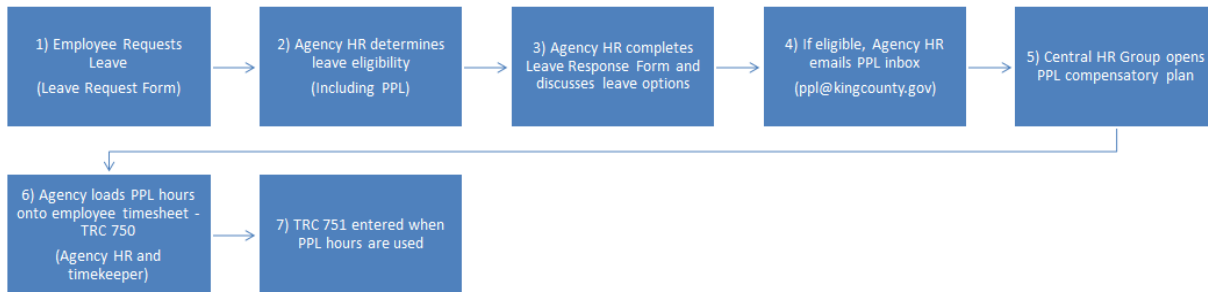 1) Employee Requests
Leave
(Leave Request Form)
2) Agency HR determines
leave eligibility
(Including PPL)
3) Agency HR completes
Leave Response Form and
discusses leave options
4) If eligible, Agency HR
emails PPL inbox
(ppl@kingcounty.gov)
5) Central HR Group opens
PPL compensatory plan
6) Agency loads PPL hours
onto employee timesheet -
TRC 750
(Agency HR and
timekeeper)
7) TRC 751 entered when
PPL hours are used